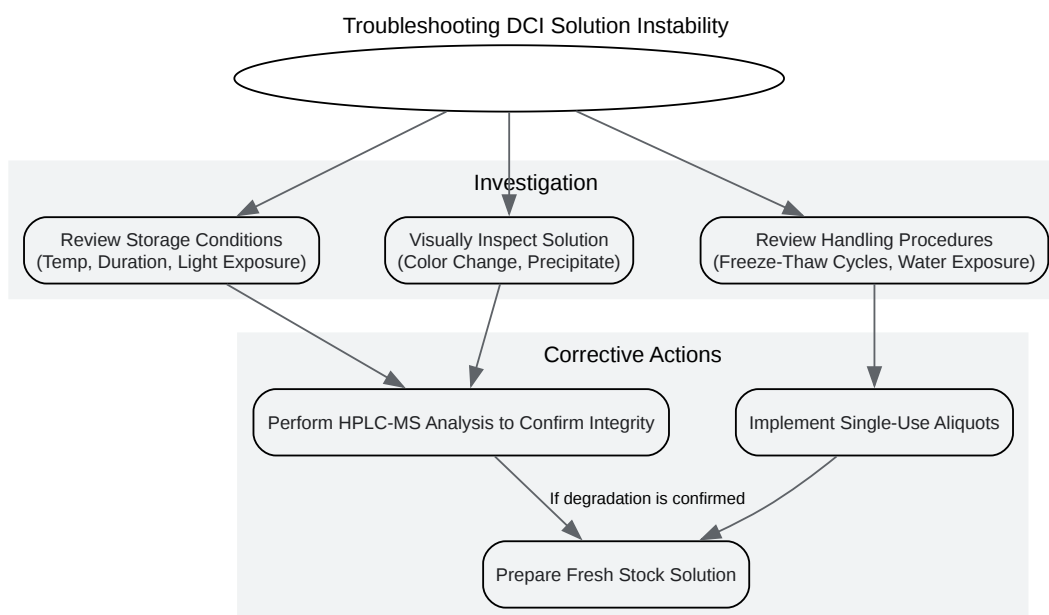 Troubleshooting DCI Solution Instability
Investigation
Review Storage Conditions
(Temp, Duration, Light Exposure)
Visually Inspect Solution
(Color Change, Precipitate)
Review Handling Procedures
(Freeze-Thaw Cycles, Water Exposure)
Corrective Actions
Perform HPLC-MS Analysis to Confirm Integrity
Implement Single-Use Aliquots
If degradation is confirmed
Prepare Fresh Stock Solution